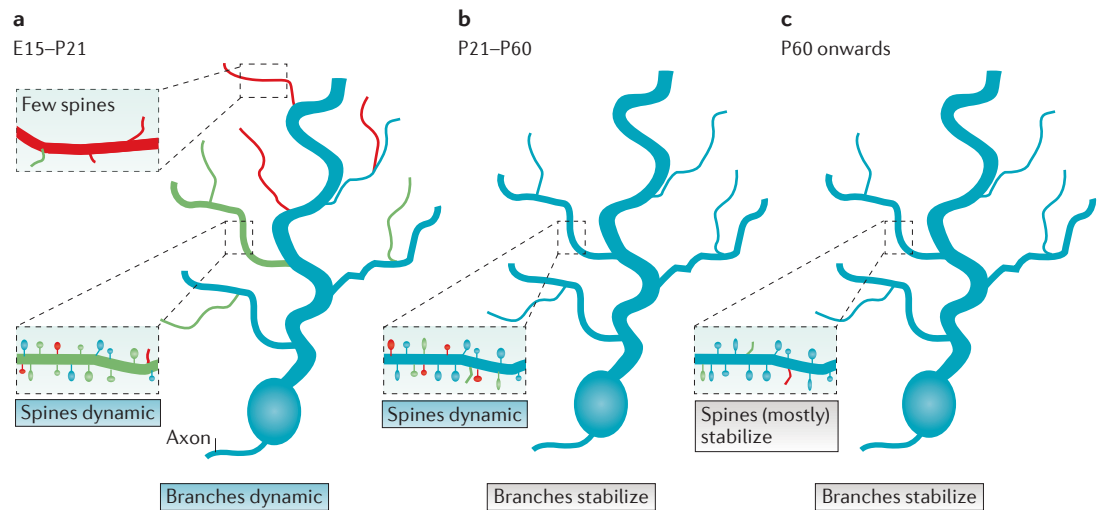 a
E15–P21
b
P21–P60
c
P60 onwards
Few spines
Spines dynamic
Axon
Branches dynamic
Spines dynamic
Branches stabilize
Spines (mostly)
stabilize
Branches stabilize